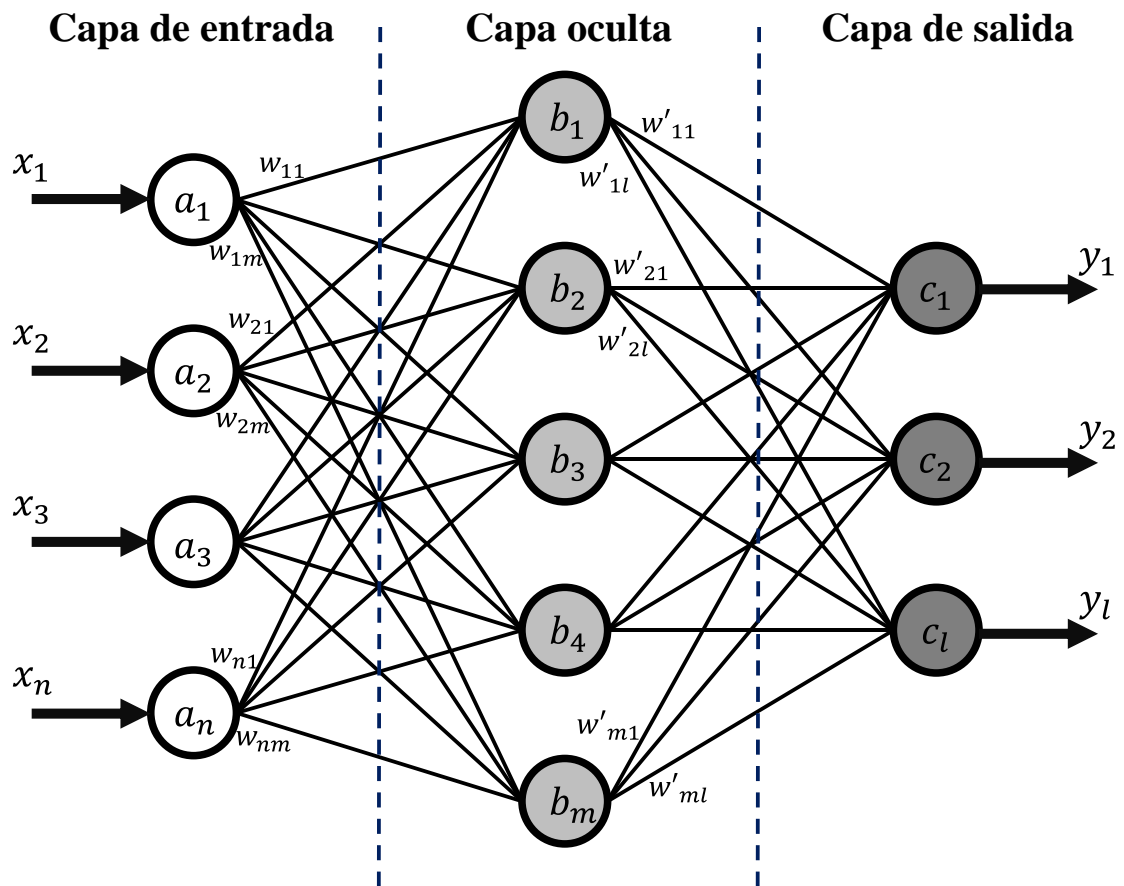 Capa de entrada
Capa oculta
Capa de salida
x₁
a₁
w₁₁
w₁ₘ
x₂
a₂
w₂₁
w₂ₘ
x₃
a₃
xₙ
aₙ
wₙ₁
wₙₘ
b₁
w'₁₁
w'₁ₗ
b₂
w'₂₁
w'₂ₗ
b₃
b₄
bₘ
w'ₘ₁
w'ₘₗ
c₁
y₁
c₂
y₂
cₗ
yₗ